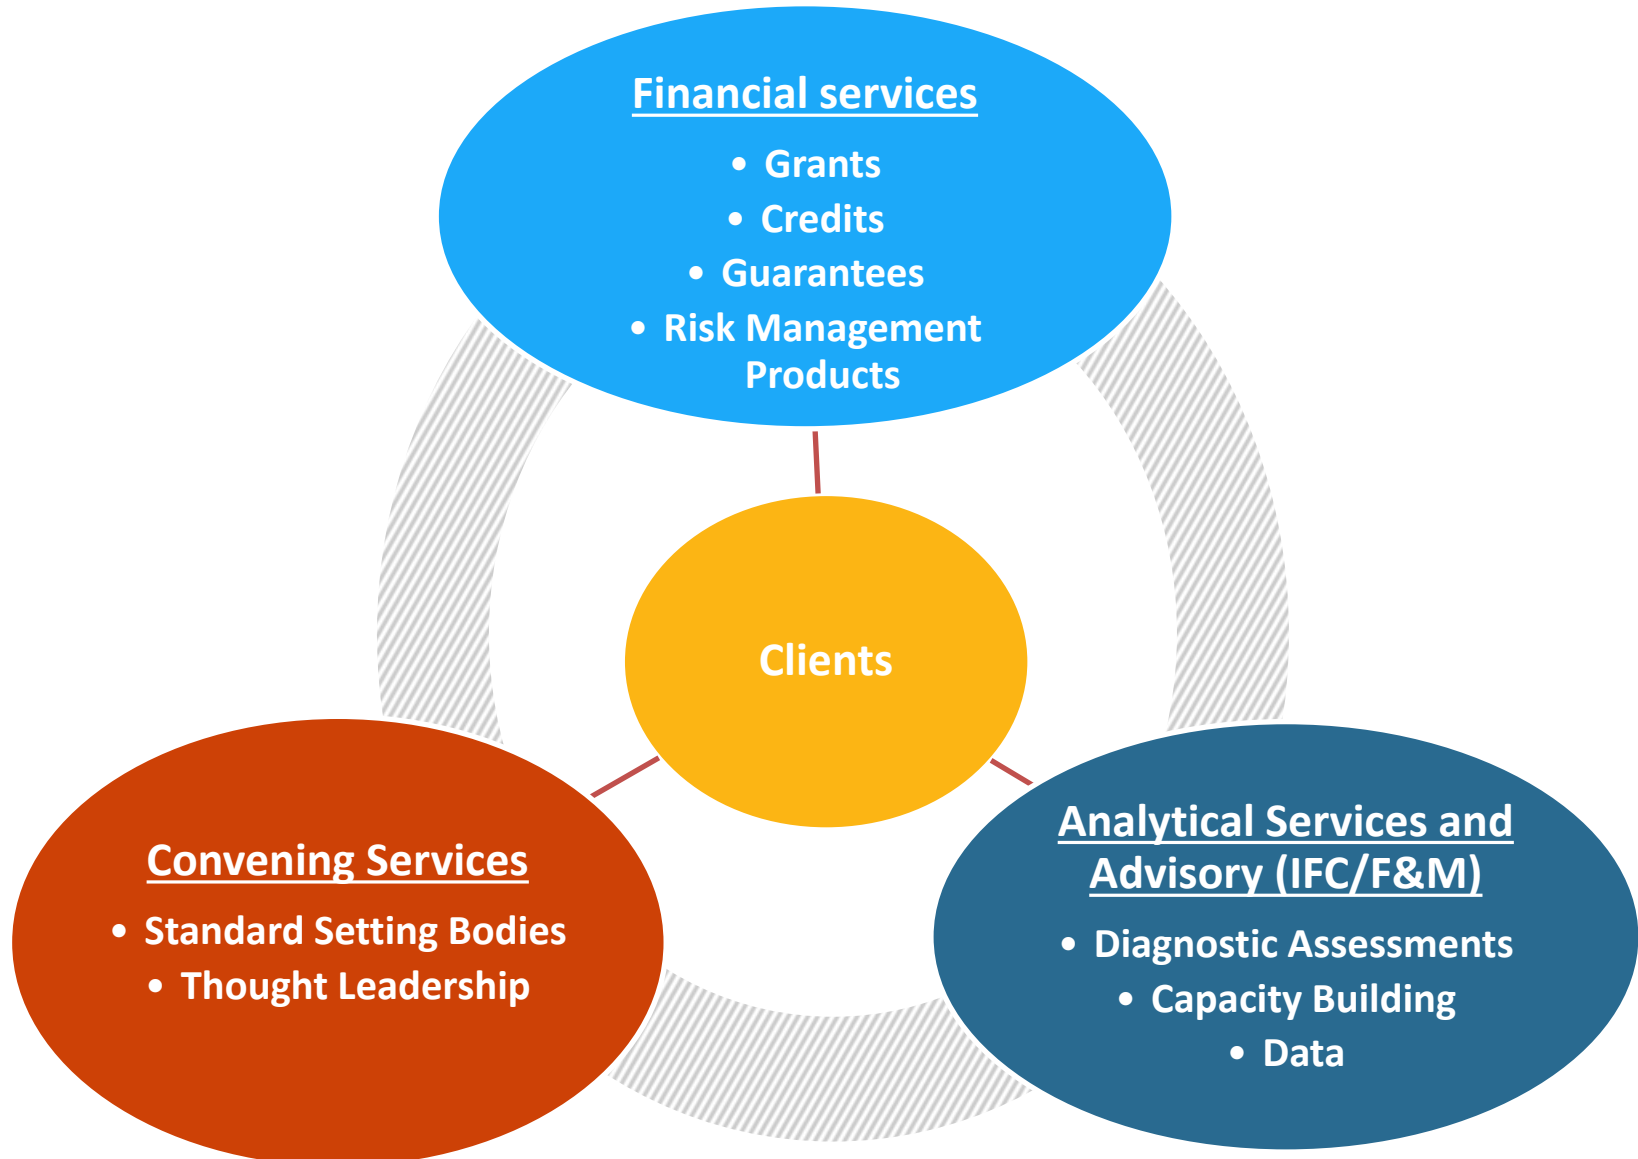 Financial services
• Grants
• Credits
• Guarantees
• Risk Management
Products
Clients
Convening Services
• Standard Setting Bodies
• Thought Leadership
Analytical Services and
Advisory (IFC/F&M)
• Diagnostic Assessments
• Capacity Building
• Data